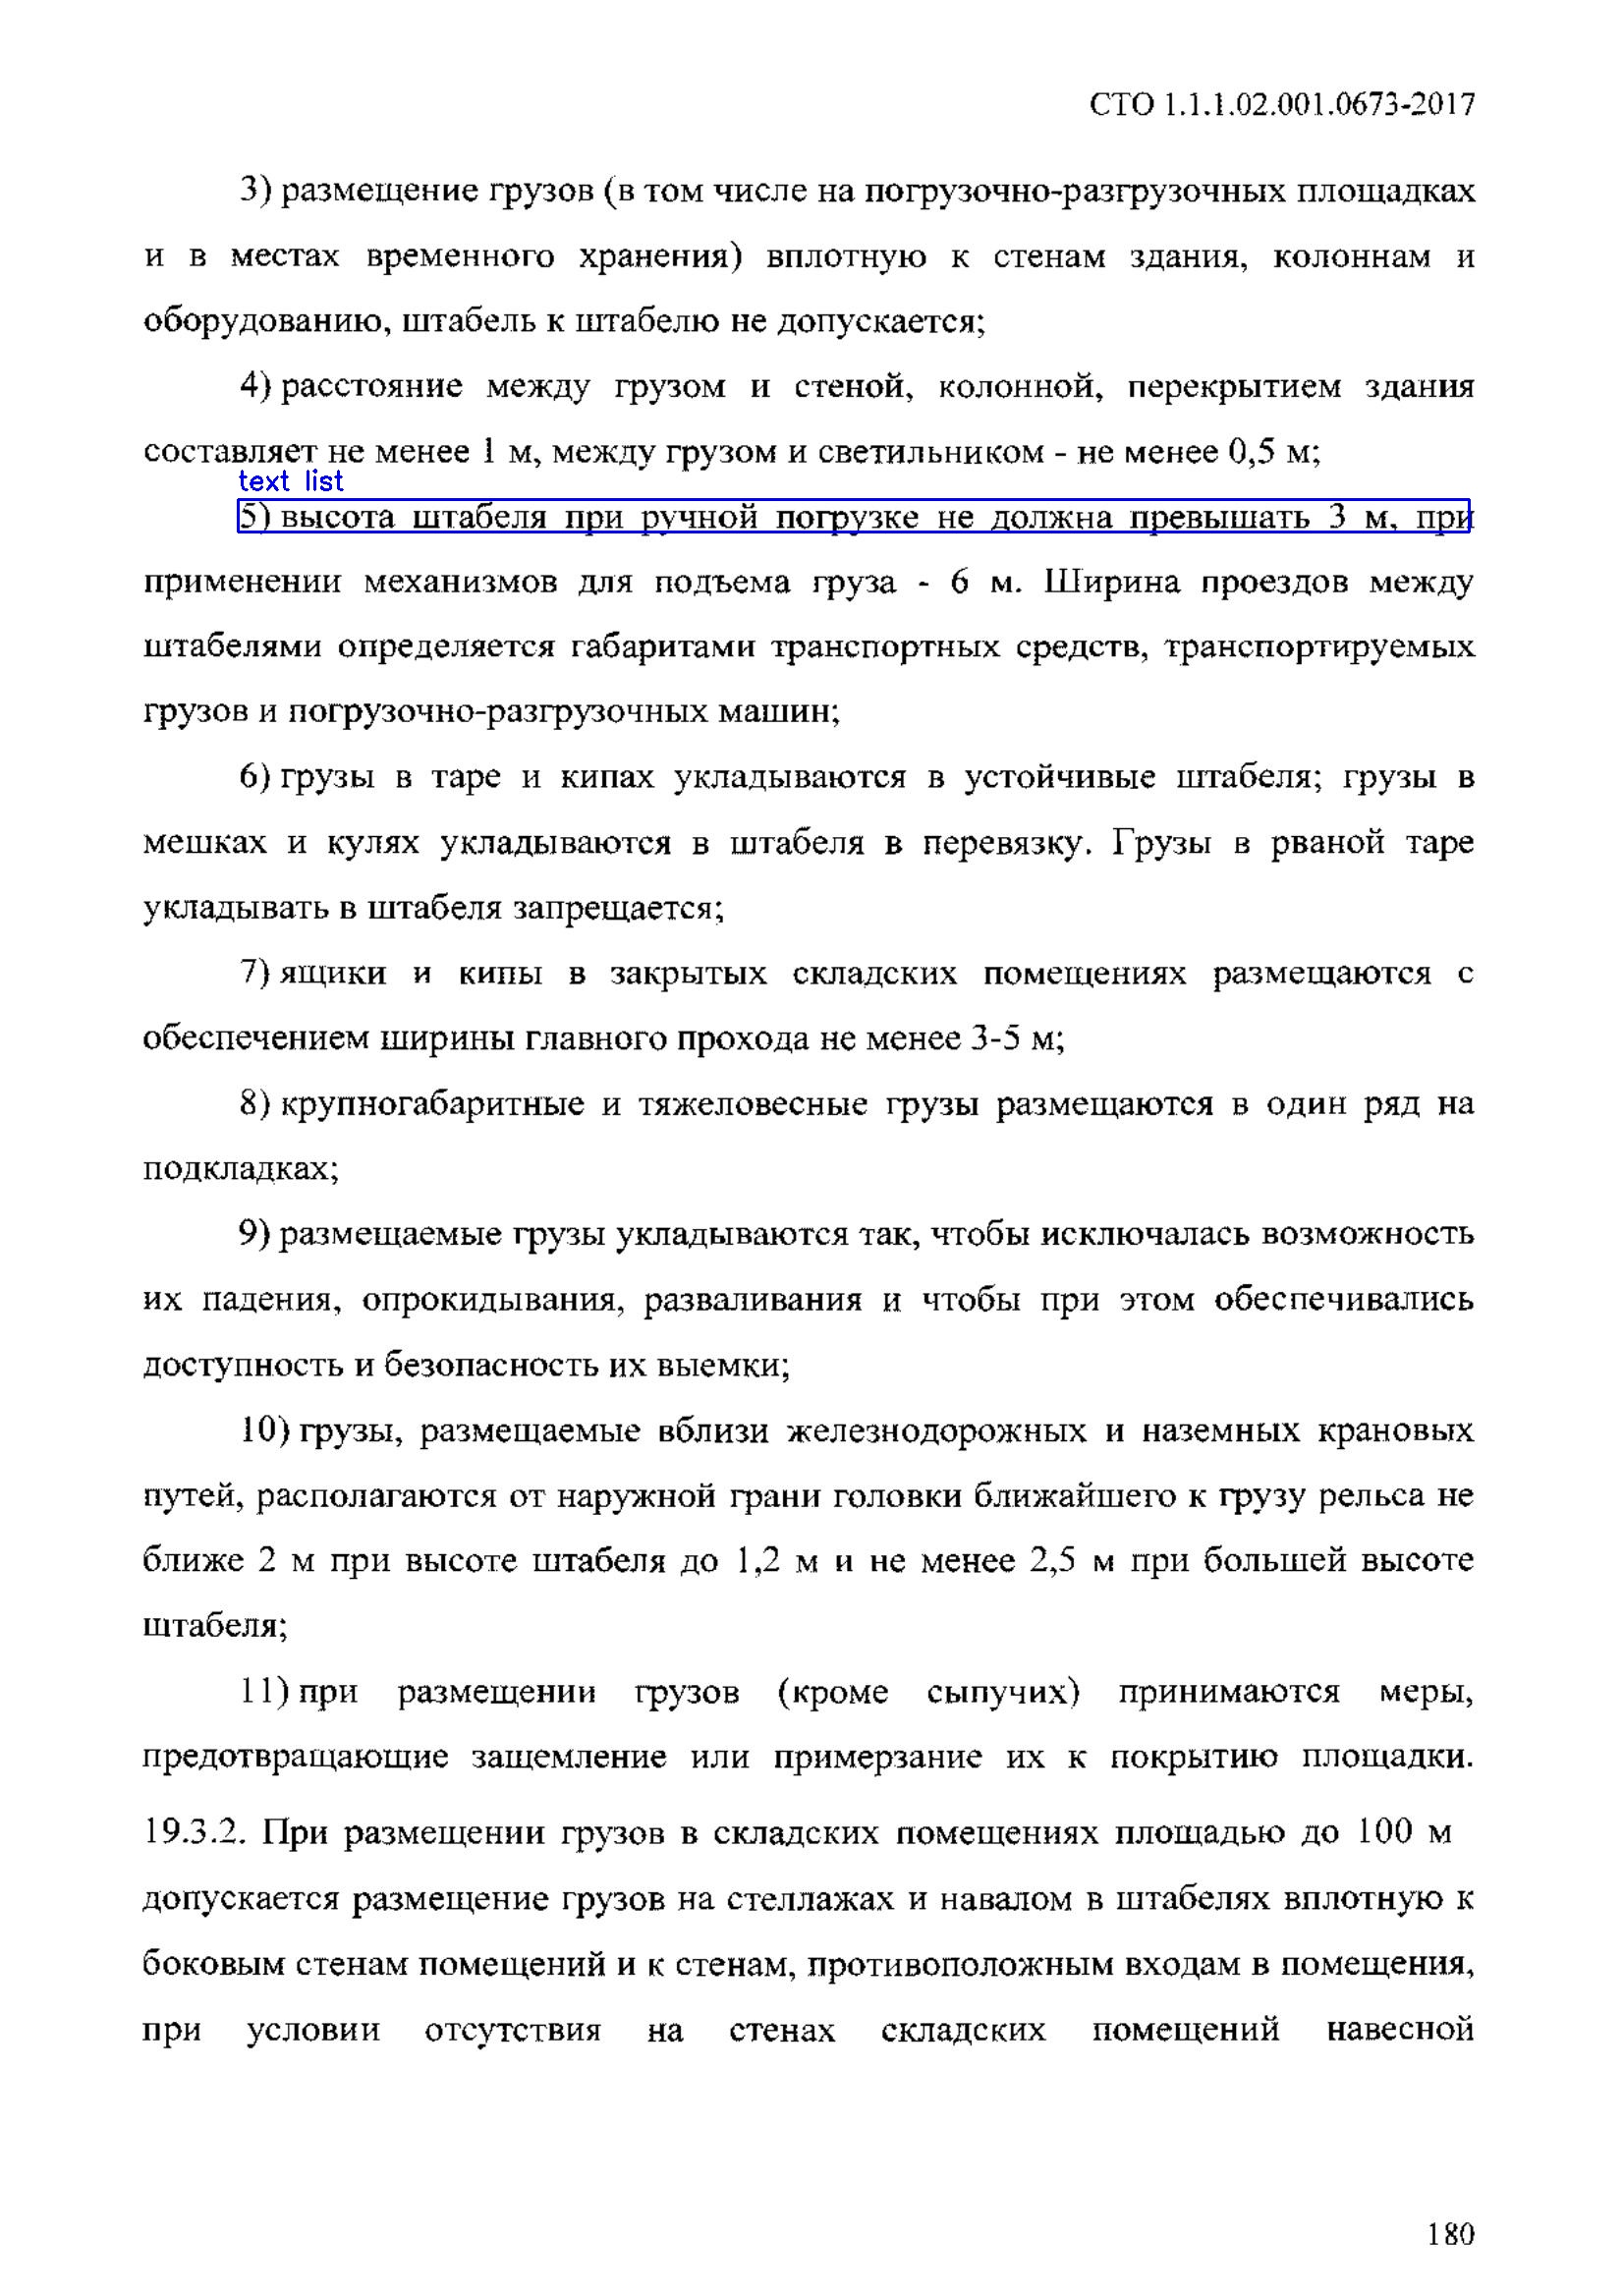 СТО 1.1.1.02.001.0673-2017
3) размещение грузов (в том числе на погрузочно-разгрузочных площадках
и в местах временного хранения) вплотную к стенам здания, колоннам и
оборудованию, штабель к штабелю не допускается;
4) расстояние между грузом и стеной, колонной, перекрытием здания
составляет не менее 1 м, между грузом и светильником - не менее 0,5 м;
text list
5) высота штабеля при ручной погрузке не должна превышать 3 м, при
применении механизмов для подъема груза - 6 м. Ширина проездов между
штабелями определяется габаритами транспортных средств, транспортируемых
грузов и погрузочно-разгрузочных машин;
6) грузы в таре и кипах укладываются в устойчивые штабеля; грузы в
мешках и кулях укладываются в штабеля в перевязку. Грузы в рваной таре
укладывать в штабеля запрещается;
7) ящики и кипы в закрытых складских помещениях размещаются с
обеспечением ширины главного прохода не менее 3-5 м;
8) крупногабаритные и тяжеловесные грузы размещаются в один ряд на
подкладках;
9) размещаемые грузы укладываются так, чтобы исключалась возможность
их падения, опрокидывания, разваливания и чтобы при этом обеспечивались
доступность и безопасность их выемки;
10) грузы, размещаемые вблизи железнодорожных и наземных крановых
путей, располагаются от наружной грани головки ближайшего к грузу рельса не
ближе 2 м при высоте штабеля до 1,2 м и не менее 2,5 м при большей высоте
штабеля;
11) при размещении грузов (кроме сыпучих) принимаются меры,
предотвращающие защемление или примерзание их к покрытию площадки.
19.3.2. При размещении грузов в складских помещениях площадью до 100 м
допускается размещение грузов на стеллажах и навалом в штабелях вплотную к
боковым стенам помещений и к стенам, противоположным входам в помещения,
при условии отсутствия на стенах складских помещений навесной
180